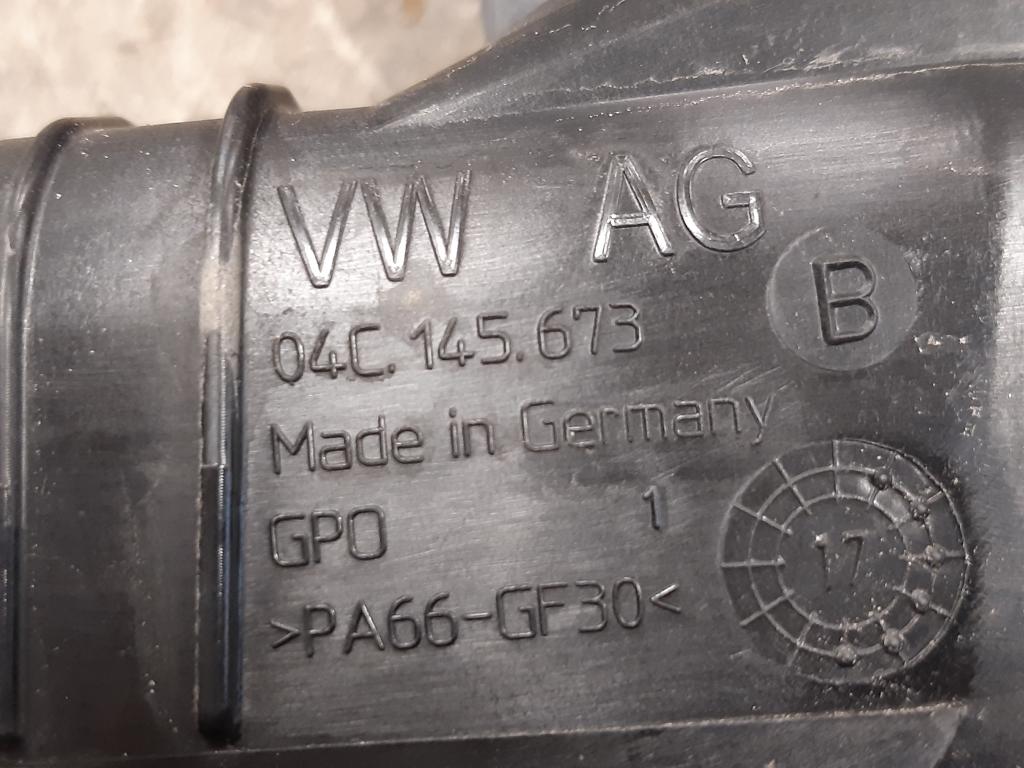 VW AG
B
04C.145.673
Made in Germany
GPO 1
17
>PA66-GF30<